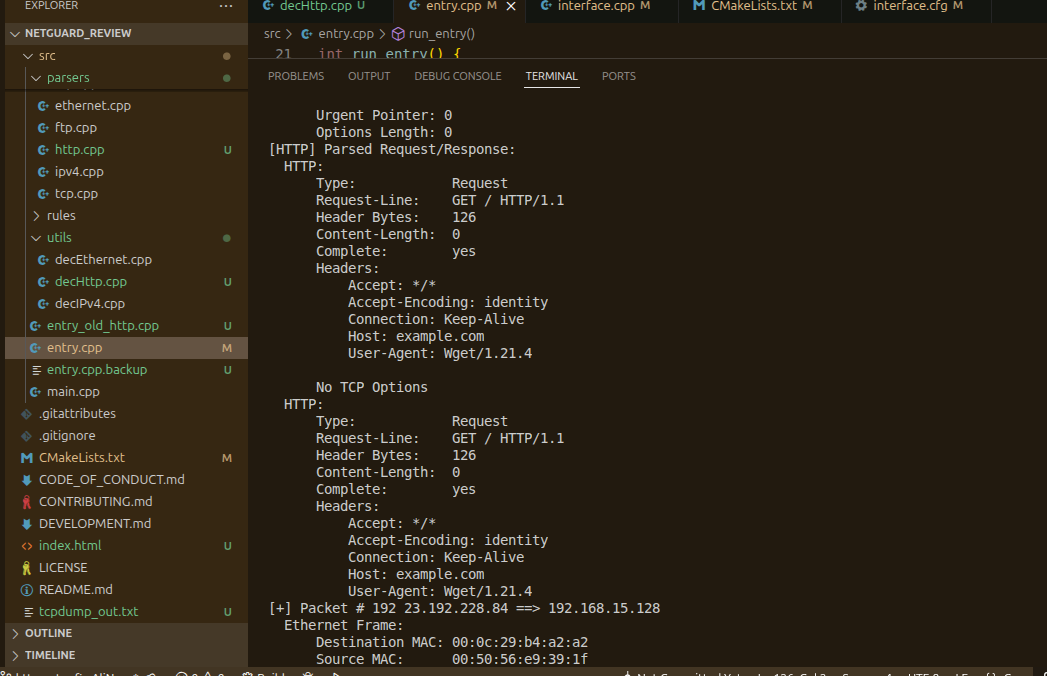 EXPLORER
···
decHttp.cpp U
entry.cpp M
interface.cpp M
CMakeLists.txt M
interface.cfg M
NETGUARD_REVIEW
src
parsers
ethernet.cpp
ftp.cpp
http.cpp U
ipv4.cpp
tcp.cpp
rules
utils
decEthernet.cpp
decHttp.cpp U
decIPv4.cpp
entry_old_http.cpp U
entry.cpp M
entry.cpp.backup U
main.cpp
.gitattributes
.gitignore
CMakeLists.txt M
CODE_OF_CONDUCT.md
CONTRIBUTING.md
DEVELOPMENT.md
index.html U
LICENSE
README.md
tcpdump_out.txt U
OUTLINE
TIMELINE
src > entry.cpp > run_entry()
21 int run_entry() {
PROBLEMS OUTPUT DEBUG CONSOLE TERMINAL PORTS
Urgent Pointer: 0
Options Length: 0
[HTTP] Parsed Request/Response:
HTTP:
Type: Request
Request-Line: GET / HTTP/1.1
Header Bytes: 126
Content-Length: 0
Complete: yes
Headers:
Accept: */*
Accept-Encoding: identity
Connection: Keep-Alive
Host: example.com
User-Agent: Wget/1.21.4
No TCP Options
HTTP:
Type: Request
Request-Line: GET / HTTP/1.1
Header Bytes: 126
Content-Length: 0
Complete: yes
Headers:
Accept: */*
Accept-Encoding: identity
Connection: Keep-Alive
Host: example.com
User-Agent: Wget/1.21.4
[+] Packet # 192 23.192.228.84 ==> 192.168.15.128
Ethernet Frame:
Destination MAC: 00:0c:29:b4:a2:a2
Source MAC: 00:50:56:e9:39:1f